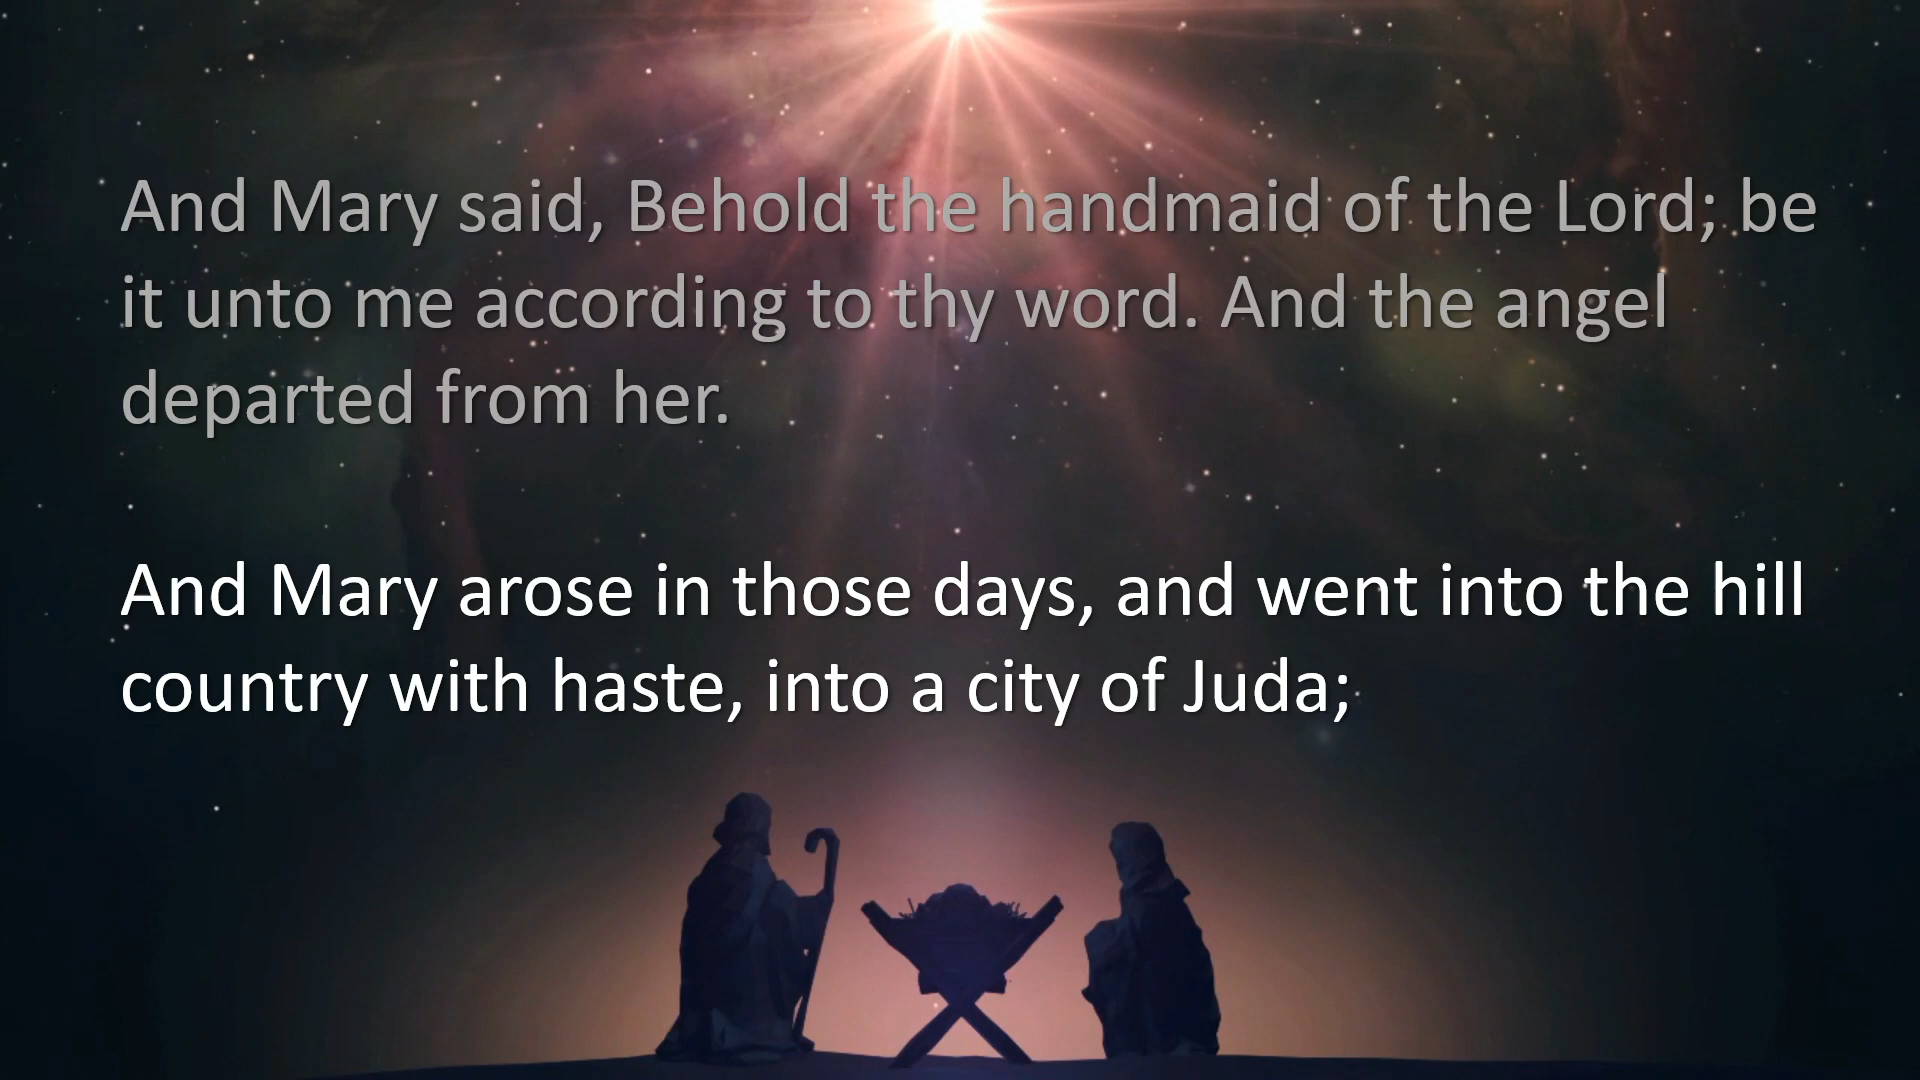 And Mary said, Behold the handmaid of the Lord; be
it unto me according to thy word. And the angel
departed from her.
And Mary arose in those days, and went into the hill
country with haste, into a city of Juda;